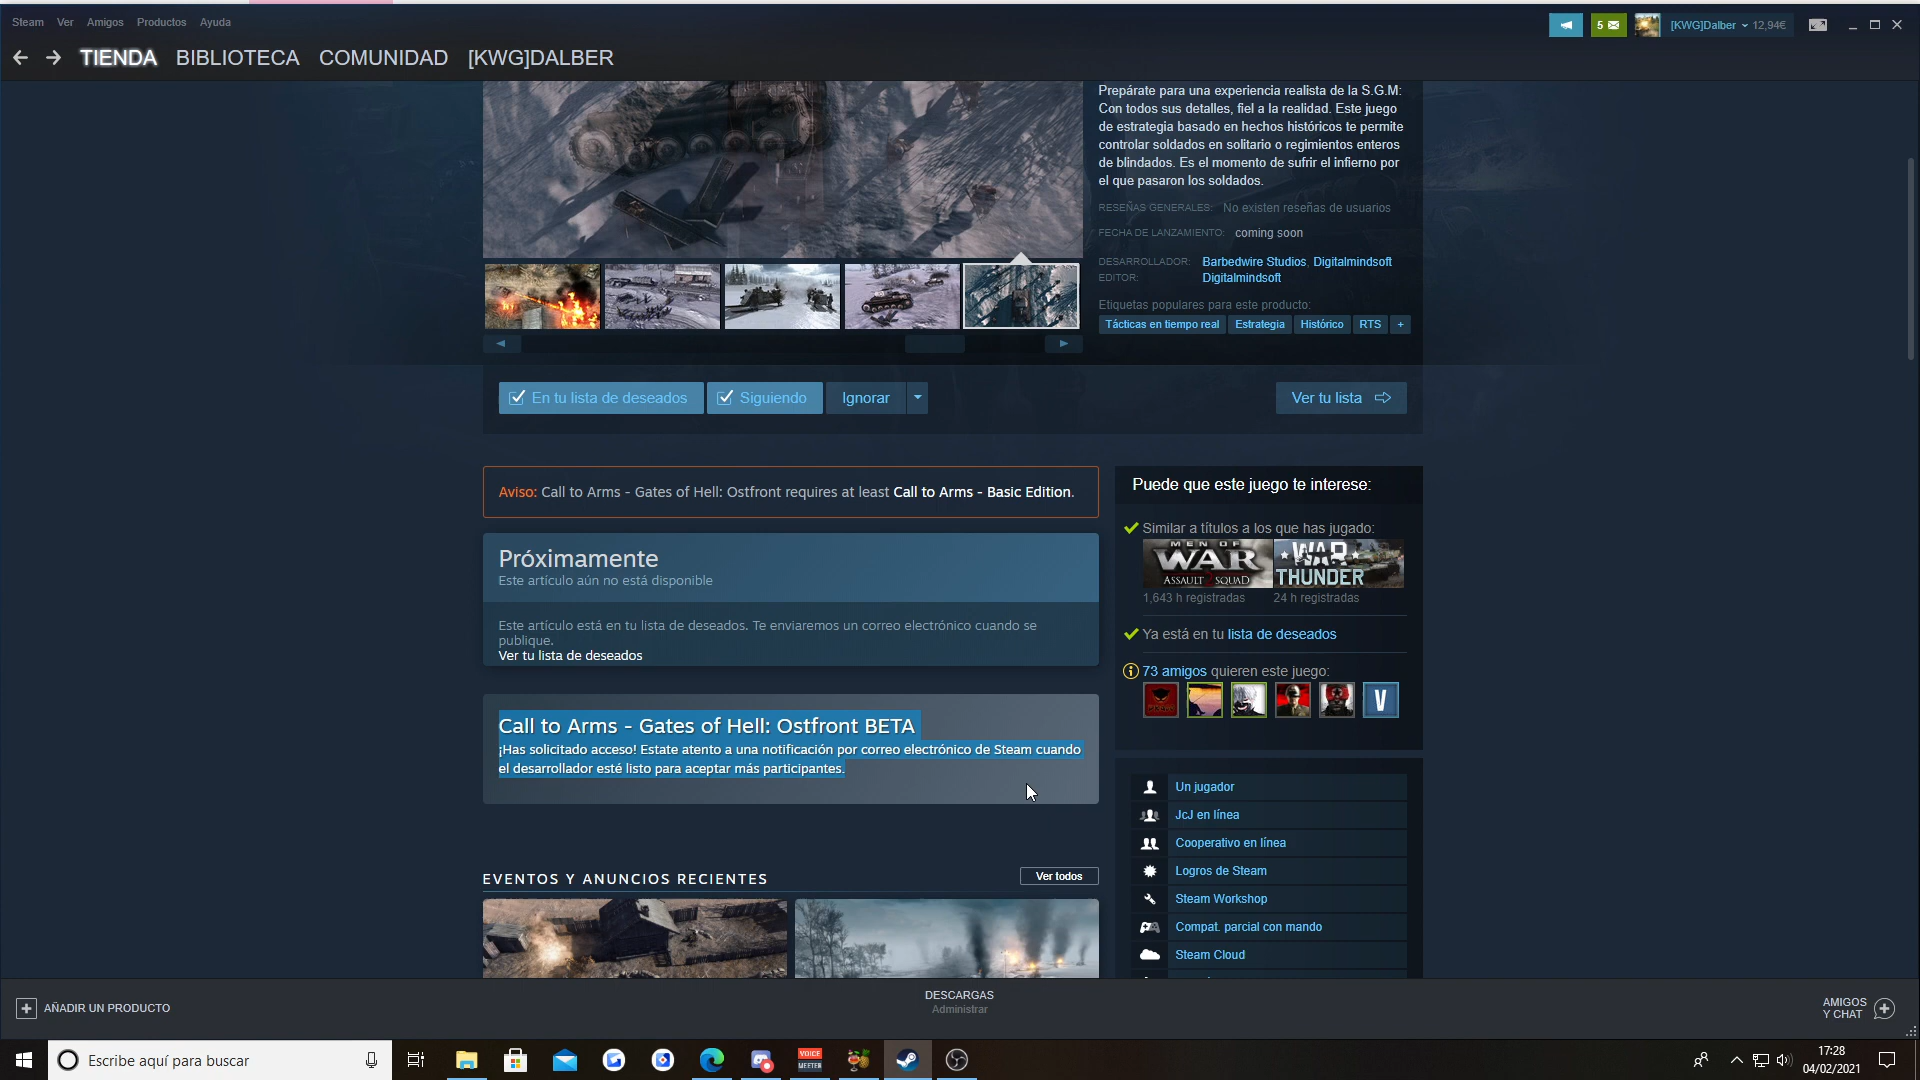 Steam Ver Amigos Productos Ayuda
5 [KWG]Dalber 12,94€
TIENDA BIBLIOTECA COMUNIDAD [KWG]DALBER
Prepárate para una experiencia realista de la S.G.M:
Con todos sus detalles, fiel a la realidad. Este juego
de estrategia basado en hechos históricos te permite
controlar soldados en solitario o regimientos enteros
de blindados. Es el momento de sufrir el infierno por
el que pasaron los soldados.
RESEÑAS GENERALES: No existen reseñas de usuarios
FECHA DE LANZAMIENTO: coming soon
DESARROLLADOR: Barbedwire Studios, Digitalmindsoft
EDITOR: Digitalmindsoft
Etiquetas populares para este producto:
Tácticas en tiempo real Estrategia Histórico RTS +
En tu lista de deseados Siguiendo Ignorar Ver tu lista
Aviso: Call to Arms - Gates of Hell: Ostfront requires at least Call to Arms - Basic Edition.
Próximamente
Este artículo aún no está disponible
Este artículo está en tu lista de deseados. Te enviaremos un correo electrónico cuando se
publique.
Ver tu lista de deseados
Call to Arms - Gates of Hell: Ostfront BETA
¡Has solicitado acceso! Estate atento a una notificación por correo electrónico de Steam cuando
el desarrollador esté listo para aceptar más participantes.
EVENTOS Y ANUNCIOS RECIENTES Ver todos
Puede que este juego te interese:
Similar a títulos a los que has jugado:
MEN OF
WAR
ASSAULT SQUAD
WAR
THUNDER
1,643 h registradas 24 h registradas
Ya está en tu lista de deseados
73 amigos quieren este juego:
V
Un jugador
JcJ en línea
Cooperativo en línea
Logros de Steam
Steam Workshop
Compat. parcial con mando
Steam Cloud
AÑADIR UN PRODUCTO
DESCARGAS
Administrar
AMIGOS
Y CHAT
Escribe aquí para buscar
VOICE
MEETER
17:28
04/02/2021